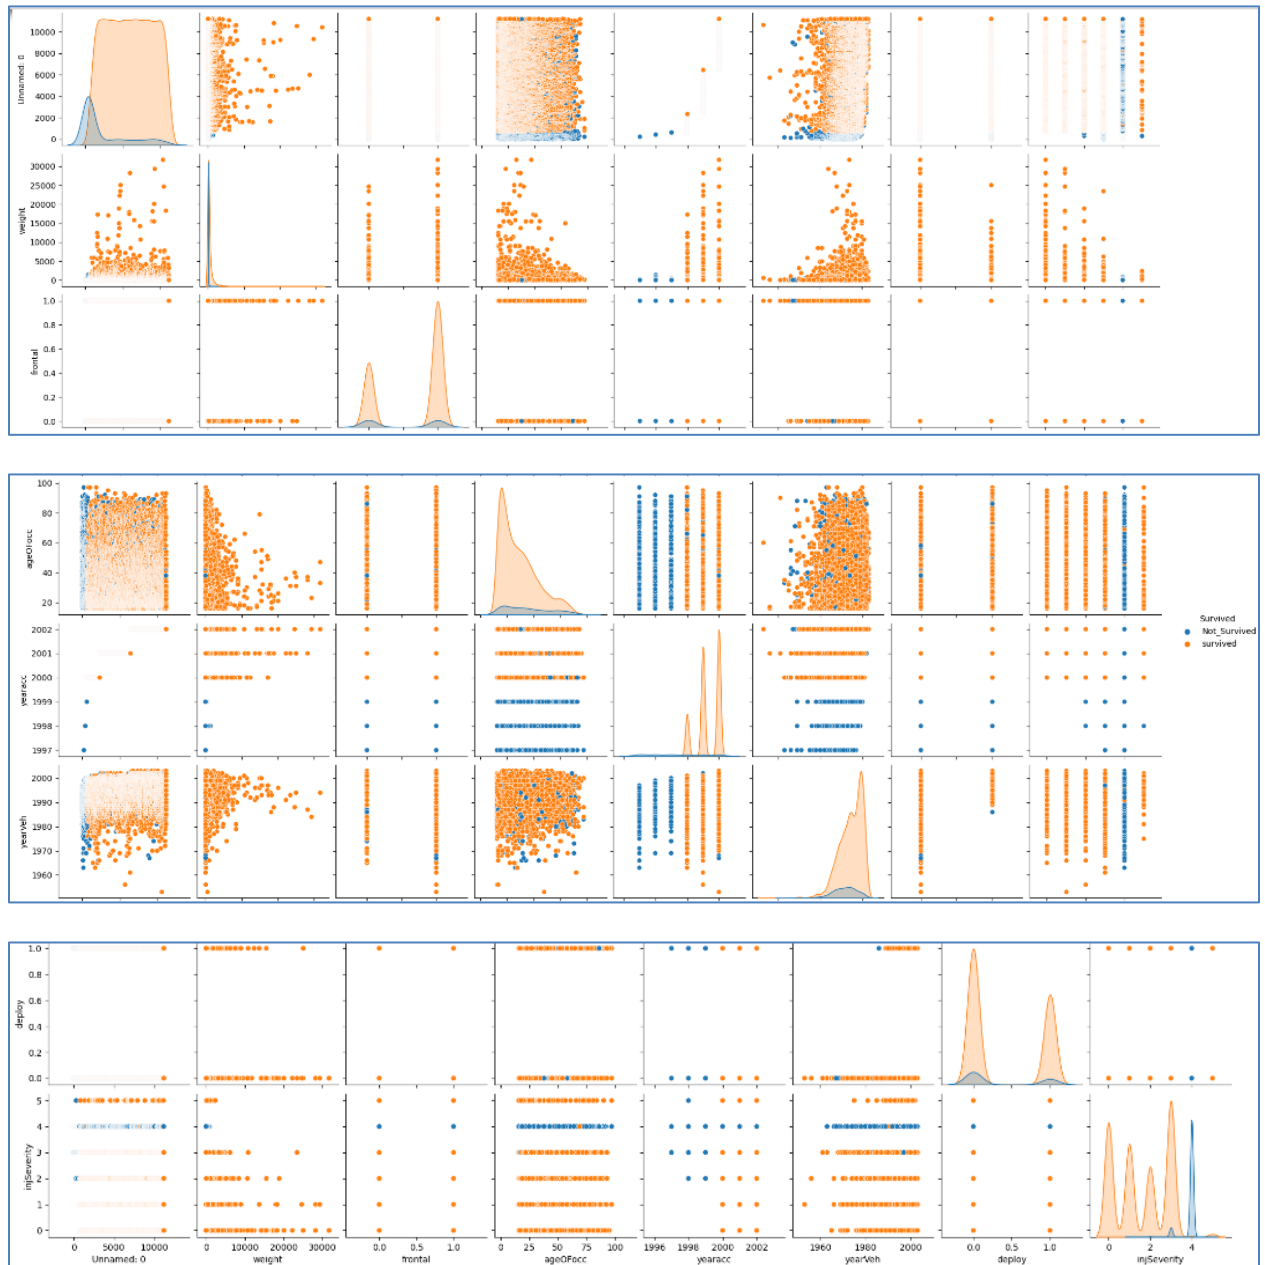 10000
8000
6000
4000
2000
0
Unnamed: 0
30000
25000
20000
15000
10000
5000
0
weight
1.0
0.8
0.6
0.4
0.2
0.0
frontal
100
80
60
40
20
ageOFocc
2002
2001
2000
1999
1998
1997
yearacc
2000
1990
1980
1970
1960
yearVeh
Survived
Not_Survived
survived
1.0
0.8
0.6
0.4
0.2
0.0
deploy
5
4
3
2
1
0
injSeverity
0 5000 10000
0 10000 20000 30000
0.0 0.5 1.0
0 25 50 75 100
1996 1998 2000 2002
1960 1980 2000
0.0 0.5 1.0
0 2 4
Unnamed: 0 weight frontal ageOFocc yearacc yearVeh deploy injSeverity